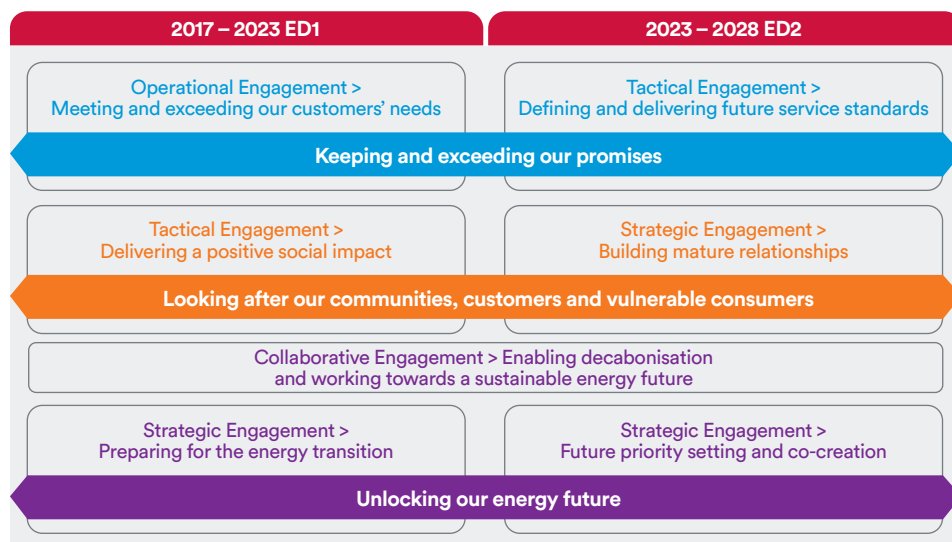 2017 – 2023 ED1
2023 – 2028 ED2
Operational Engagement >
Meeting and exceeding our customers’ needs
Tactical Engagement >
Defining and delivering future service standards
Keeping and exceeding our promises
Tactical Engagement >
Delivering a positive social impact
Strategic Engagement >
Building mature relationships
Looking after our communities, customers and vulnerable consumers
Collaborative Engagement > Enabling decabonisation
and working towards a sustainable energy future
Strategic Engagement >
Preparing for the energy transition
Strategic Engagement >
Future priority setting and co-creation
Unlocking our energy future